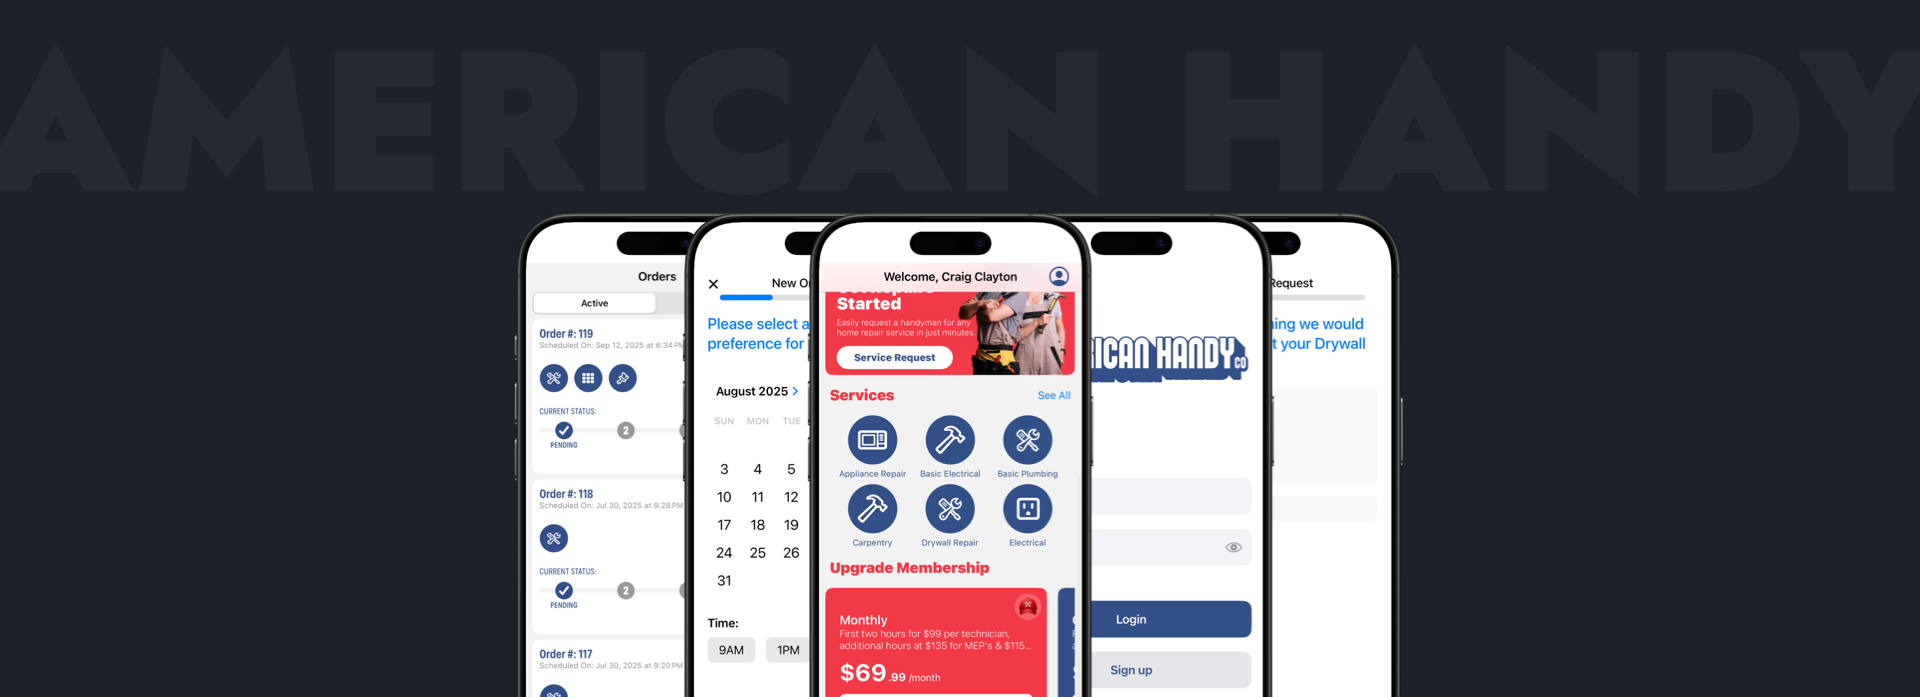 AMERICAN HANDY
Orders
Active
Order #: 119
Scheduled On: Sep 12, 2025 at 6:34 PM
CURRENT STATUS:
2
PENDING
Order #: 118
Scheduled On: Jul 30, 2025 at 9:28 PM
CURRENT STATUS:
2
PENDING
Order #: 117
Scheduled On: Jul 30, 2025 at 9:20 PM
New Or
Please select a
preference for
August 2025 >
SUN MON TUE
3 4 5
10 11 12
17 18 19
24 25 26
31
Time:
9AM 1PM
Welcome, Craig Clayton
Started
Easily request a handyman for any
home repair service in just minutes.
Service Request
Services See All
Appliance Repair Basic Electrical Basic Plumbing
Carpentry Drywall Repair Electrical
Upgrade Membership
Monthly
First two hours for $99 per technician,
additional hours at $135 for MEP's & $115...
$69.99 /month
ICAN HANDY CO
Login
Sign up
Request
ing we would
t your Drywall